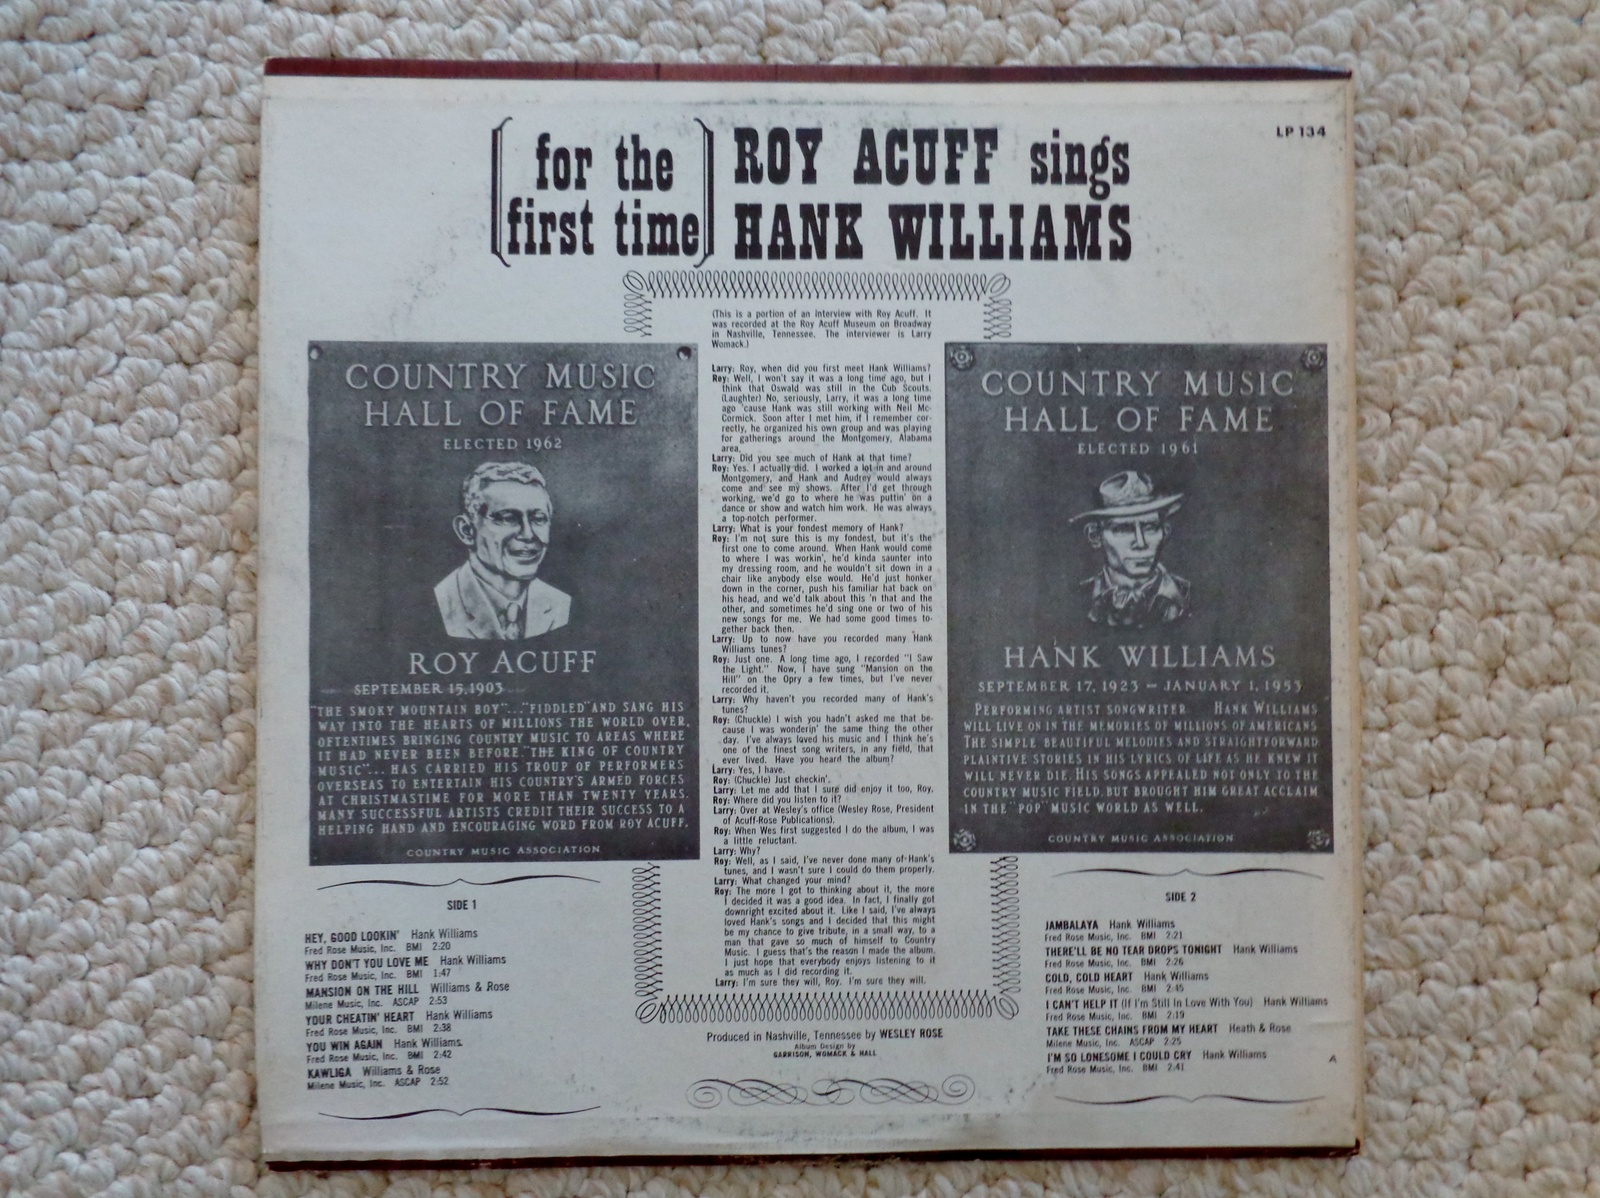 LP 134
for the
first time
ROY ACUFF sings
HANK WILLIAMS
(This is a portion of an interview with Roy Acuff. It
was recorded at the Roy Acuff Museum on Broadway
in Nashville, Tennessee. The interviewer is Larry
Womack.)
COUNTRY MUSIC
HALL OF FAME
ELECTED 1962
ROY ACUFF
SEPTEMBER 15, 1903
"THE SMOKY MOUNTAIN BOY"..."FIDDLED" AND SANG HIS
WAY INTO THE HEARTS OF MILLIONS THE WORLD OVER,
OFTENTIMES BRINGING COUNTRY MUSIC TO AREAS WHERE
IT HAD NEVER BEEN BEFORE. "THE KING OF COUNTRY
MUSIC"... HAS CARRIED HIS TROUP OF PERFORMERS
OVERSEAS TO ENTERTAIN HIS COUNTRY'S ARMED FORCES
AT CHRISTMASTIME FOR MORE THAN TWENTY YEARS.
MANY SUCCESSFUL ARTISTS CREDIT THEIR SUCCESS TO A
HELPING HAND AND ENCOURAGING WORD FROM ROY ACUFF.
COUNTRY MUSIC ASSOCIATION
Larry: Roy, when did you first meet Hank Williams?
Roy: Well, I won't say it was a long time ago, but I
think that Oswald was still in the Cub Scouts.
(Laughter) No, seriously, Larry, it was a long time
ago 'cause Hank was still working with Neil Mc-
Cormick. Soon after I met him, if I remember cor-
rectly, he organized his own group and was playing
for gatherings around the Montgomery, Alabama
area.
Larry: Did you see much of Hank at that time?
Roy: Yes. I actually did. I worked a lot in and around
Montgomery, and Hank and Audrey would always
come and see my shows. After I'd get through
working, we'd go to where he was puttin' on a
dance or show and watch him work. He was always
a top-notch performer.
Larry: What is your fondest memory of Hank?
Roy: I'm not sure this is my fondest, but it's the
first one to come around. When Hank would come
to where I was workin', he'd kinda saunter into
my dressing room, and he wouldn't sit down in a
chair like anybody else would. He'd just honker
down in the corner, push his familiar hat back on
his head, and we'd talk about this 'n that and the
other, and sometimes he'd sing one or two of his
new songs for me. We had some good times to-
gether back then.
Larry: Up to now have you recorded many Hank
Williams tunes?
Roy: Just one. A long time ago, I recorded "I Saw
the Light." Now, I have sung "Mansion on the
Hill" on the Opry a few times, but I've never
recorded it.
Larry: Why haven't you recorded many of Hank's
tunes?
Roy: (Chuckle) I wish you hadn't asked me that be-
cause I was wonderin' the same thing the other
day. I've always loved his music and I think he's
one of the finest song writers, in any field, that
ever lived. Have you heard the album?
Larry: Yes, I have.
Roy: (Chuckle) Just checkin'.
Larry: Let me add that I sure did enjoy it too, Roy.
Roy: Where did you listen to it?
Larry: Over at Wesley's office (Wesley Rose, President
of Acuff-Rose Publications).
Roy: When Wes first suggested I do the album, I was
a little reluctant.
Larry: Why?
Roy: Well, as I said, I've never done many of Hank's
tunes, and I wasn't sure I could do them properly.
Larry: What changed your mind?
Roy: The more I got to thinking about it, the more
I decided it was a good idea. In fact, I finally got
downright excited about it. Like I said, I've always
loved Hank's songs and I decided that this might
be my chance to give tribute, in a small way, to a
man that gave so much of himself to Country
Music. I guess that's the reason I made the album.
I just hope that everybody enjoys listening to it
as much as I did recording it.
Larry: I'm sure they will, Roy. I'm sure they will.
COUNTRY MUSIC
HALL OF FAME
ELECTED 1961
HANK WILLIAMS
SEPTEMBER 17, 1923 — JANUARY 1, 1953
PERFORMING ARTIST SONGWRITER HANK WILLIAMS
WILL LIVE ON IN THE MEMORIES OF MILLIONS OF AMERICANS
THE SIMPLE BEAUTIFUL MELODIES AND STRAIGHTFORWARD
PLAINTIVE STORIES IN HIS LYRICS OF LIFE AS HE KNEW IT
WILL NEVER DIE. HIS SONGS APPEALED NOT ONLY TO THE
COUNTRY MUSIC FIELD, BUT BROUGHT HIM GREAT ACCLAIM
IN THE "POP" MUSIC WORLD AS WELL.
COUNTRY MUSIC ASSOCIATION
SIDE 1
HEY, GOOD LOOKIN' Hank Williams
Fred Rose Music, Inc. BMI 2:20
WHY DON'T YOU LOVE ME Hank Williams
Fred Rose Music, Inc. BMI 1:47
MANSION ON THE HILL Williams & Rose
Milene Music, Inc. ASCAP 2:53
YOUR CHEATIN' HEART Hank Williams
Fred Rose Music, Inc. BMI 2:38
YOU WIN AGAIN Hank Williams
Fred Rose Music, Inc. BMI 2:42
KAWLIGA Williams & Rose
Milene Music, Inc. ASCAP 2:52
Produced in Nashville, Tennessee by WESLEY ROSE
Album Design by
GARRISON, WOMACK & HALL
SIDE 2
JAMBALAYA Hank Williams
Fred Rose Music, Inc. BMI 2:21
THERE'LL BE NO TEAR DROPS TONIGHT Hank Williams
Fred Rose Music, Inc. BMI 2:26
COLD, COLD HEART Hank Williams
Fred Rose Music, Inc. BMI 2:45
I CAN'T HELP IT (If I'm Still In Love With You) Hank Williams
Fred Rose Music, Inc. BMI 2:19
TAKE THESE CHAINS FROM MY HEART Heath & Rose
Milene Music, Inc. ASCAP 2:25
I'M SO LONESOME I COULD CRY Hank Williams
Fred Rose Music, Inc. BMI 2:41
A